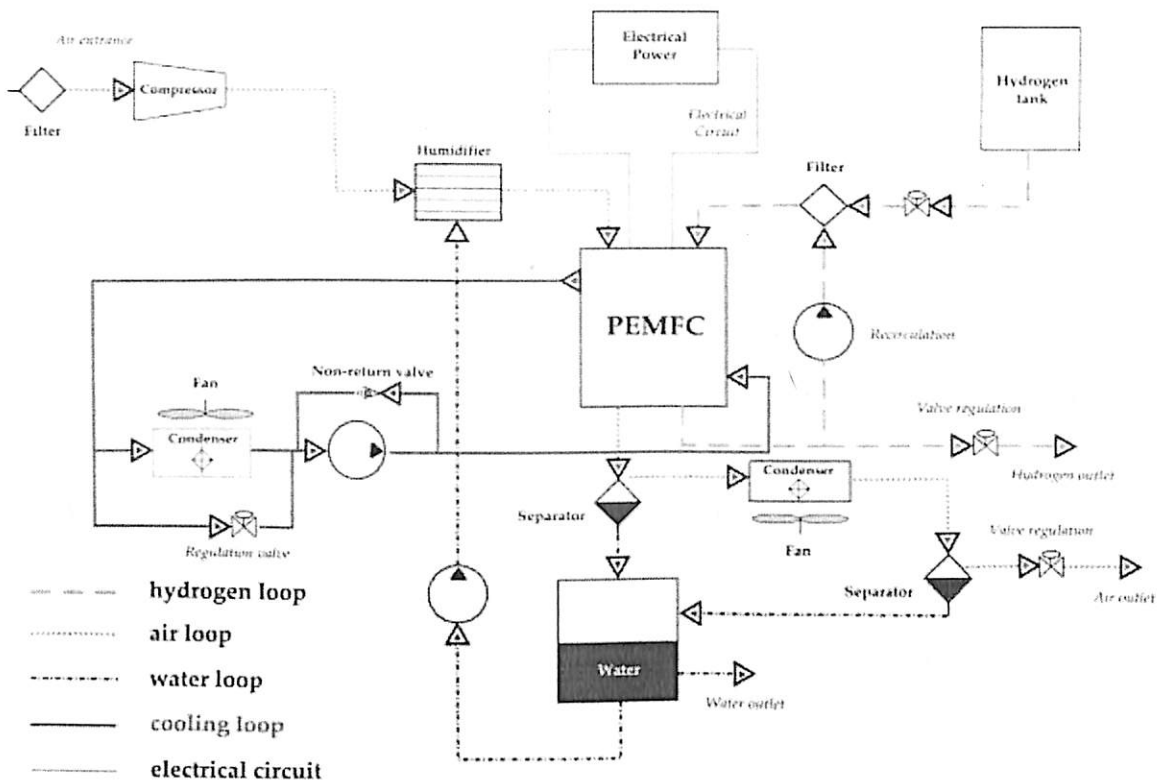 Air entrance
Compressor
Filter
Electrical
Power
Electrical
Circuit
Hydrogen
tank
Humidifier
Filter
PEMFC
Recirculation
Non-return valve
Fan
Condenser
Regulation valve
Valve regulation
Hydrogen outlet
Condenser
Fan
Separator
Valve regulation
Separator
Air outlet
Water
Water outlet
hydrogen loop
air loop
water loop
cooling loop
electrical circuit